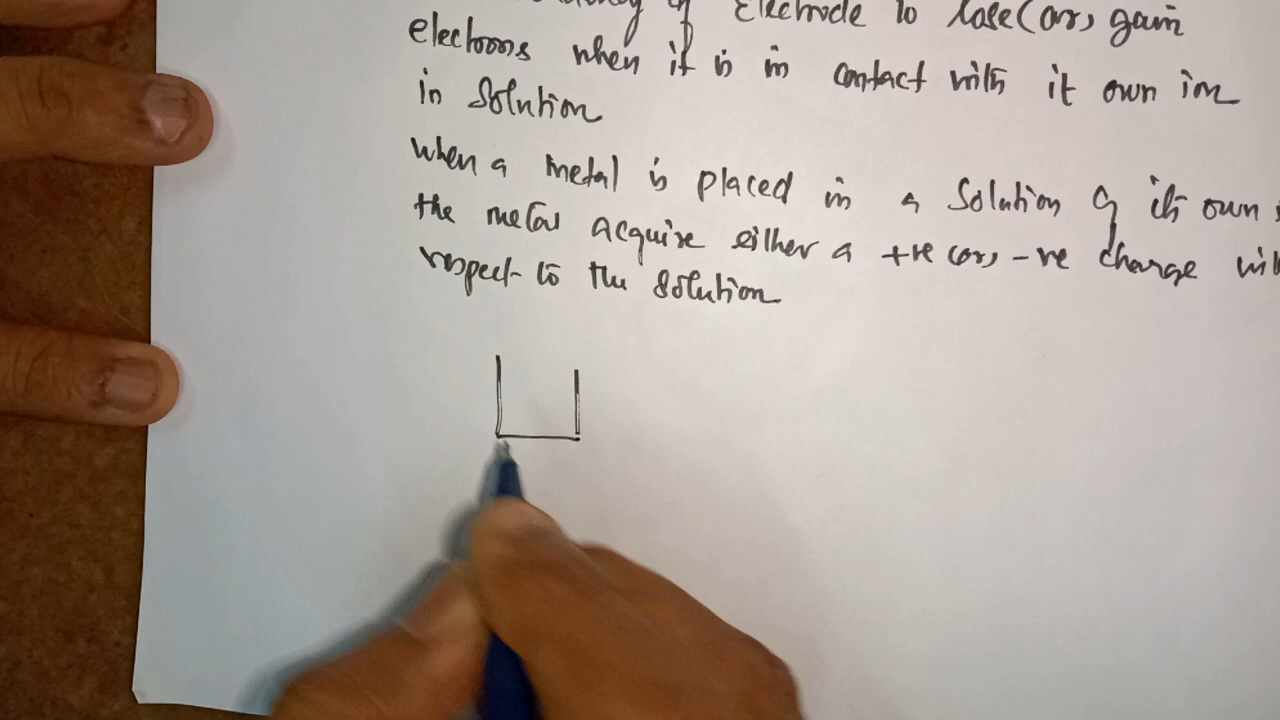 of Electrode to lose (or) gain
electrons when it is in contact with it own ion
in Solution
When a metal is placed in a Solution of its own
the metal acquire either a +ve (or) -ve charge
respect to the solution